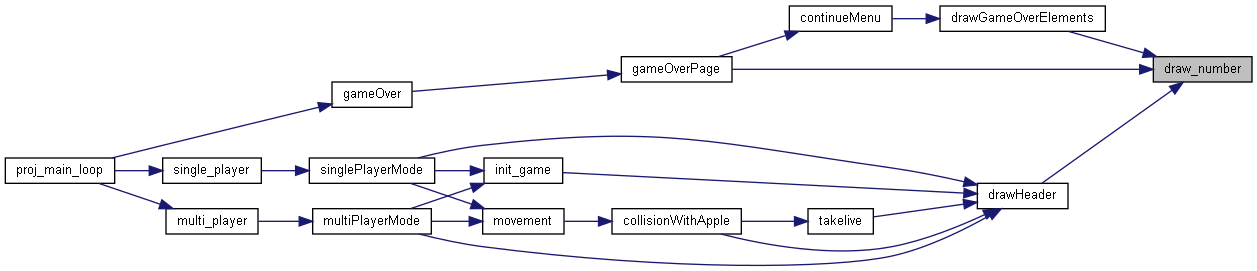 continueMenu
drawGameOverElements
gameOverPage
draw_number
gameOver
proj_main_loop
single_player
singlePlayerMode
init_game
drawHeader
multi_player
multiPlayerMode
movement
collisionWithApple
takelive